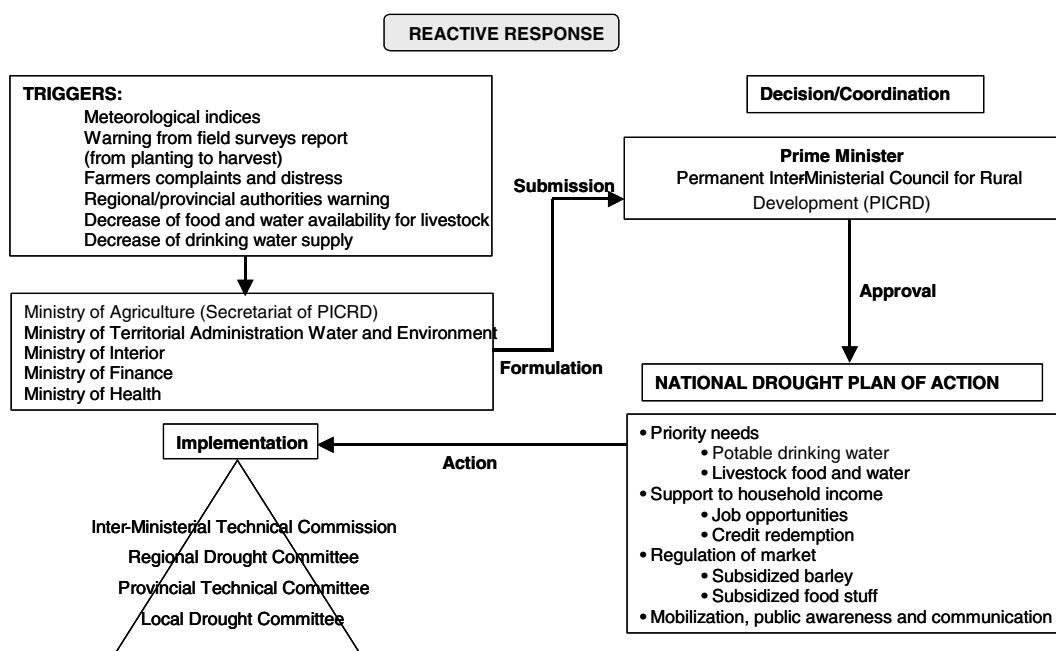 REACTIVE RESPONSE
TRIGGERS:
Meteorological indices
Warning from field surveys report
(from planting to harvest)
Farmers complaints and distress
Regional/provincial authorities warning
Decrease of food and water availability for livestock
Decrease of drinking water supply
Decision/Coordination
Prime Minister
Permanent InterMinisterial Council for Rural
Development (PICRD)
Submission
Ministry of Agriculture (Secretariat of PICRD)
Ministry of Territorial Administration Water and Environment
Ministry of Interior
Ministry of Finance
Ministry of Health
Formulation
Approval
NATIONAL DROUGHT PLAN OF ACTION
• Priority needs
• Potable drinking water
• Livestock food and water
• Support to household income
• Job opportunities
• Credit redemption
• Regulation of market
• Subsidized barley
• Subsidized food stuff
• Mobilization, public awareness and communication
Action
Implementation
Inter-Ministerial Technical Commission
Regional Drought Committee
Provincial Technical Committee
Local Drought Committee